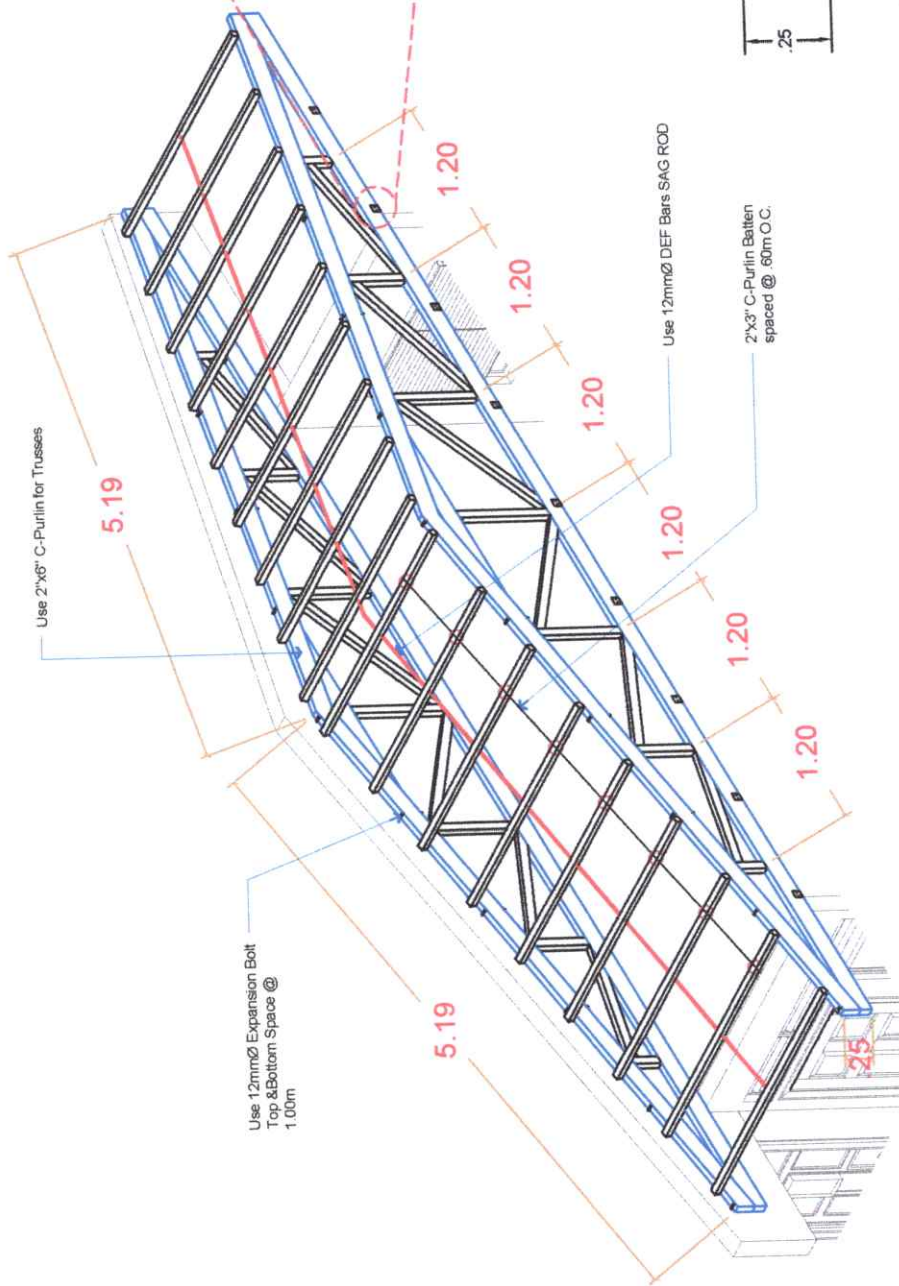 Use 2"x6" C-Purlin for Trusses
5.19
Use 12mmØ Expansion Bolt
Top &Bottom Space @
1.00m
5.19
1.20
1.20
1.20
1.20
1.20
1.20
Use 12mmØ DEF Bars SAG ROD
2"x3" C-Purlin Batten
spaced @ .60m O.C.
.25
.25